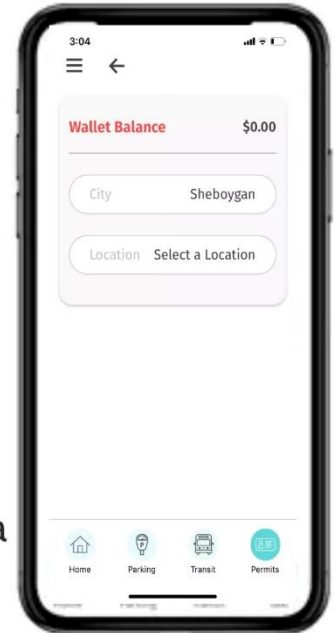 3:04
Wallet Balance $0.00
City Sheboygan
Location Select a Location
a
P
Home Parking Transit Permits